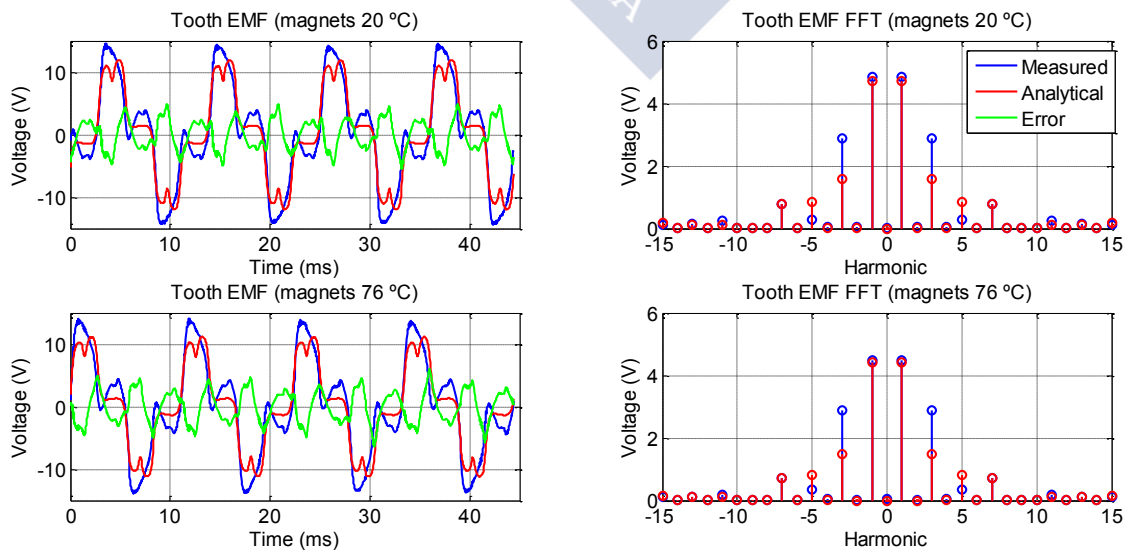 Tooth EMF (magnets 20 ºC)
Voltage (V)
10
0
-10
0 10 20 30 40
Time (ms)
Tooth EMF FFT (magnets 20 ºC)
Voltage (V)
6
4
2
0
-15 -10 -5 0 5 10 15
Harmonic
Measured
Analytical
Error
Tooth EMF (magnets 76 ºC)
Voltage (V)
10
0
-10
0 10 20 30 40
Time (ms)
Tooth EMF FFT (magnets 76 ºC)
Voltage (V)
6
4
2
0
-15 -10 -5 0 5 10 15
Harmonic